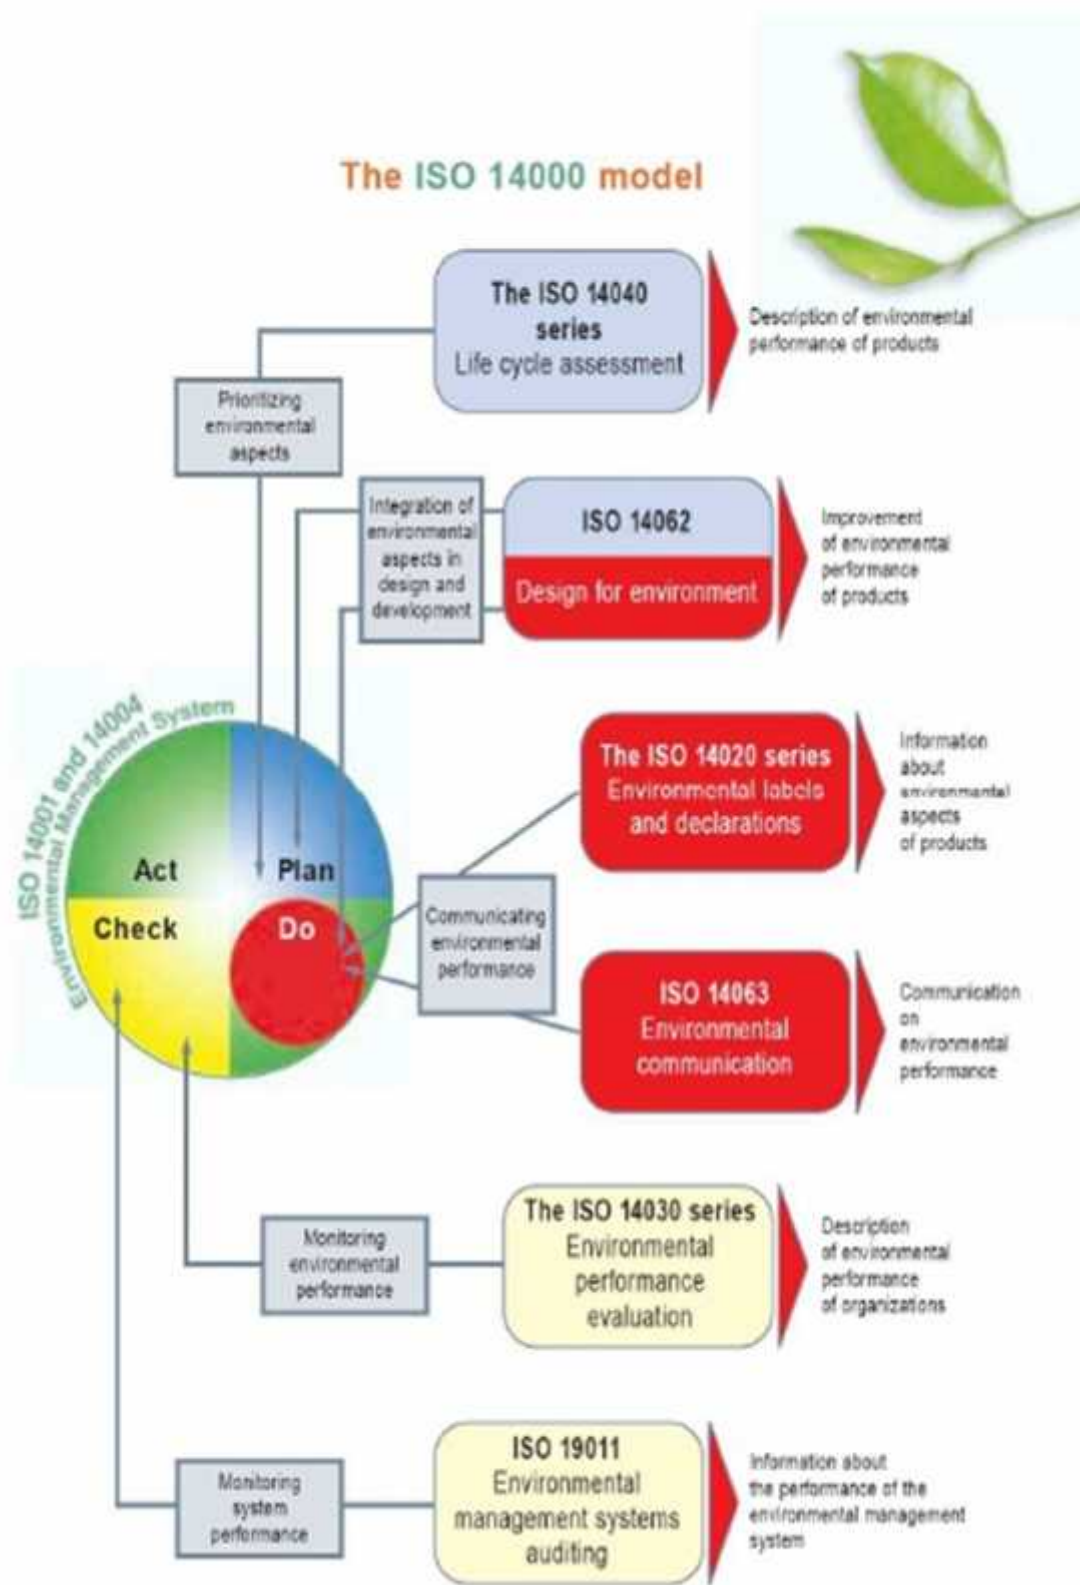 The ISO 14000 model
The ISO 14040
series
Life cycle assessment
Description of environmental
performance of products
Prioritizing
environmental
aspects
Integration of
environmental
aspects in
design and
development
ISO 14062
Design for environment
Improvement
of environmental
performance
of products
ISO 14001 and 14004
Environmental Management System
Act
Plan
Check
Do
The ISO 14020 series
Environmental labels
and declarations
Information
about
environmental
aspects
of products
Communicating
environmental
performance
ISO 14063
Environmental
communication
Communication
on
environmental
performance
Monitoring
environmental
performance
The ISO 14030 series
Environmental
performance
evaluation
Description
of environmental
performance
of organizations
Monitoring
system
performance
ISO 19011
Environmental
management systems
auditing
Information about
the performance of the
environmental management
system